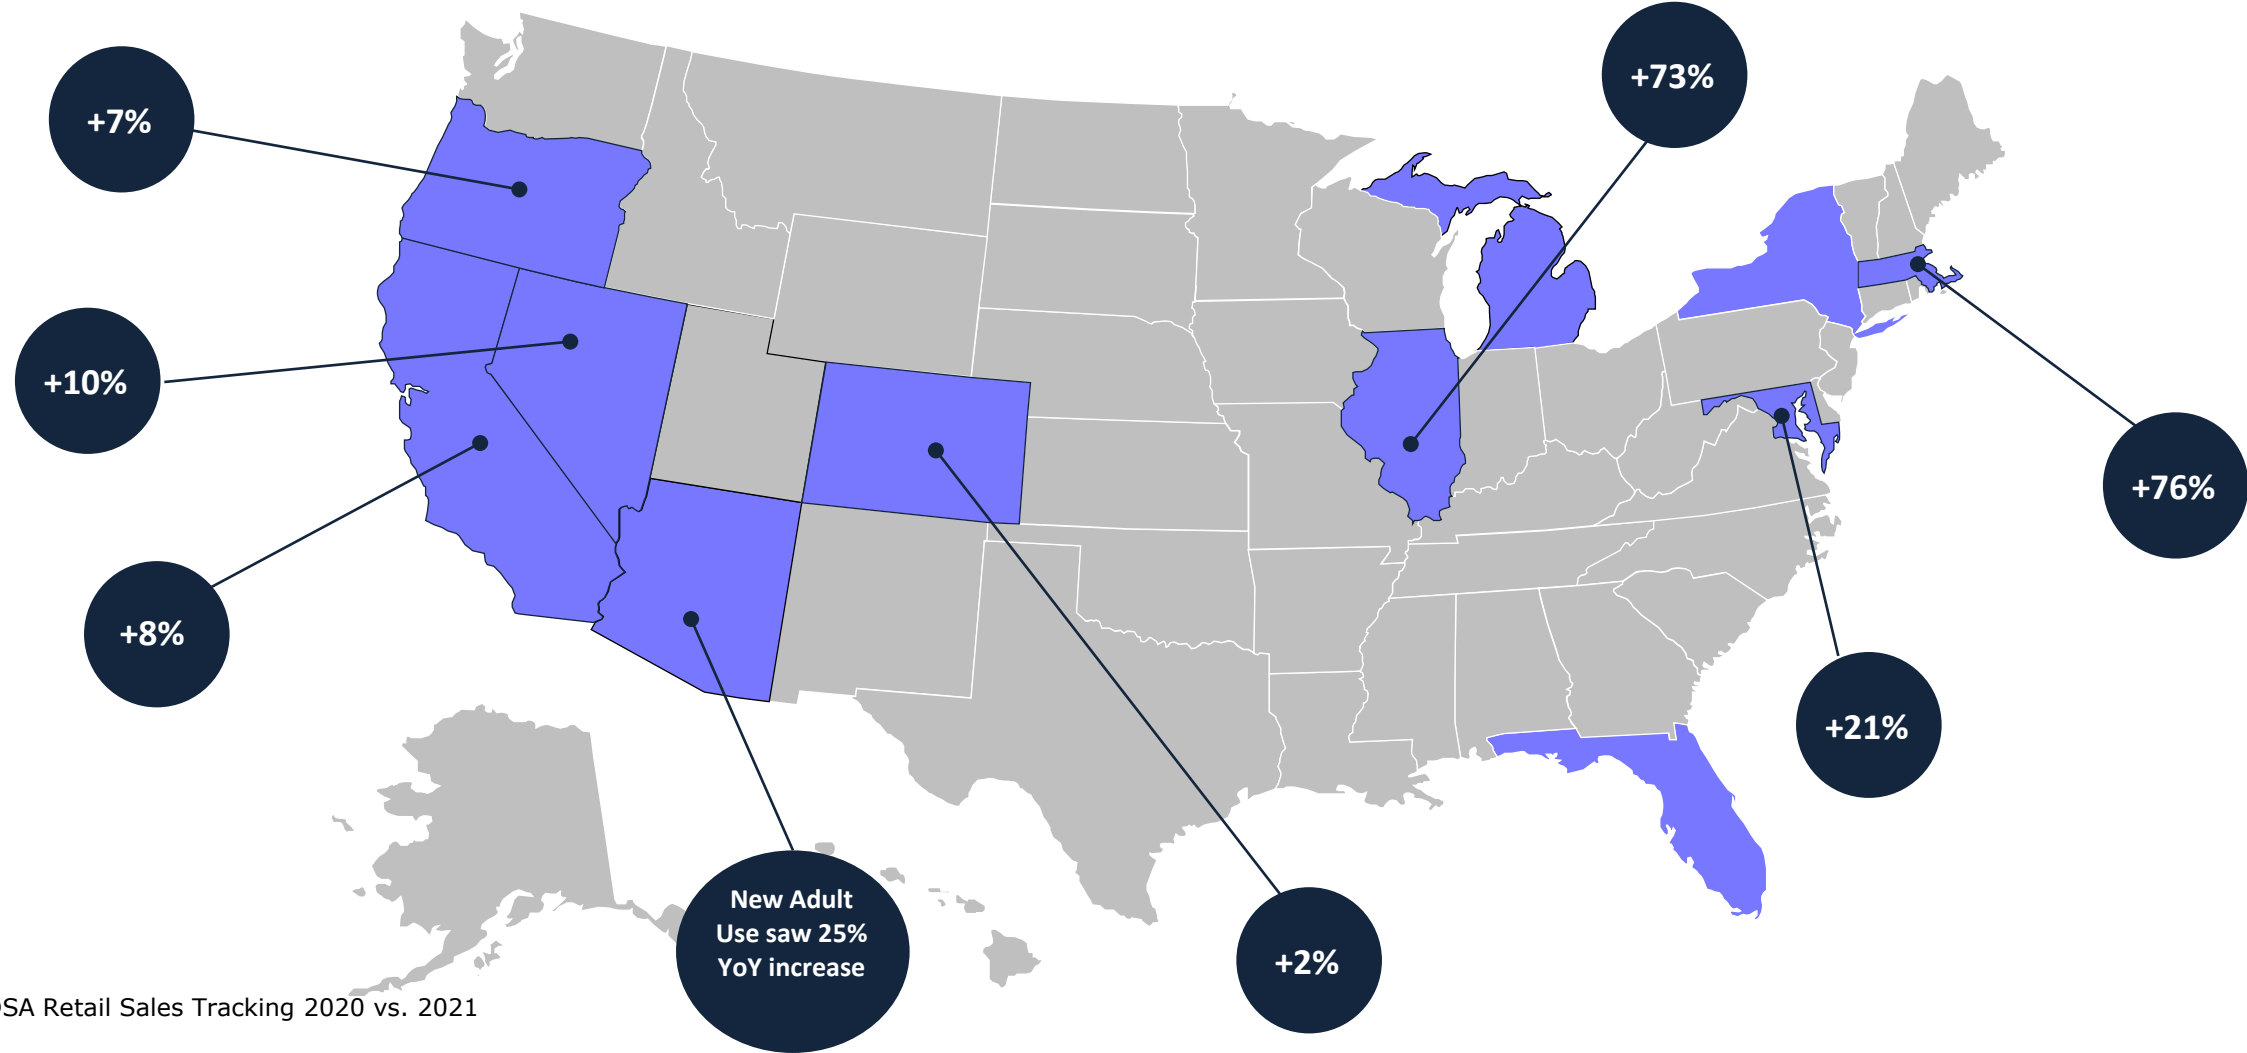 +73%
+7%
+10%
+76%
+8%
+21%
New Adult
Use saw 25%
YoY increase
+2%
Retail Sales Tracking 2020 vs. 2021